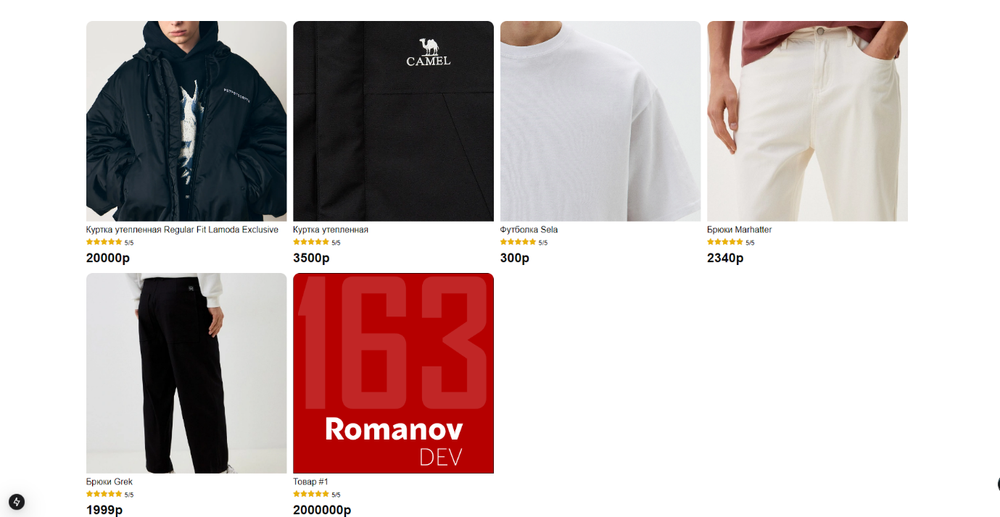 CAMEL
Куртка утепленная Regular Fit Lamoda Exclusive
5/5
20000р
Куртка утепленная
5/5
3500р
Футболка Sela
5/5
300р
Брюки Marhatter
5/5
2340р
163
Romanov
DEV
Брюки Grek
5/5
1999р
Товар #1
5/5
2000000р